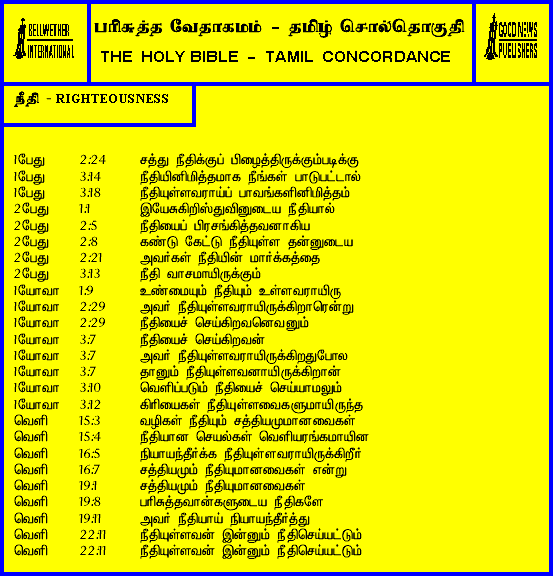 BELLWETHER
INTERNATIONAL
பரிசுத்த வேதாகமம் - தமிழ் சொல்தொகுதி
THE HOLY BIBLE - TAMIL CONCORDANCE
GOOD NEWS
PUBLISHERS
நீதி - RIGHTEOUSNESS
1பேது 2:24 சத்து நீதிக்குப் பிழைத்திருக்கும்படிக்கு
1பேது 3:14 நீதியினிமித்தமாக நீங்கள் பாடுபட்டால்
1பேது 3:18 நீதியுள்ளவராய்ப் பாவங்களினிமித்தம்
2பேது 1:1 இயேசுகிறிஸ்துவினுடைய நீதியால்
2பேது 2:5 நீதியைப் பிரசங்கித்தவனாகிய
2பேது 2:8 கண்டு கேட்டு நீதியுள்ள தன்னுடைய
2பேது 2:21 அவர்கள் நீதியின் மார்க்கத்தை
2பேது 3:13 நீதி வாசமாயிருக்கும்
1யோவா 1:9 உண்மையும் நீதியும் உள்ளவராயிரு
1யோவா 2:29 அவர் நீதியுள்ளவராயிருக்கிறாரென்று
1யோவா 2:29 நீதியைச் செய்கிறவனெவனும்
1யோவா 3:7 நீதியைச் செய்கிறவன்
1யோவா 3:7 அவர் நீதியுள்ளவராயிருக்கிறதுபோல
1யோவா 3:7 தானும் நீதியுள்ளவனாயிருக்கிறான்
1யோவா 3:10 வெளிப்படும் நீதியைச் செய்யாமலும்
1யோவா 3:12 கிரியைகள் நீதியுள்ளவைகளுமாயிருந்த
வெளி 15:3 வழிகள் நீதியும் சத்தியமுமானவைகள்
வெளி 15:4 நீதியான செயல்கள் வெளியரங்கமாயின
வெளி 16:5 நியாயந்தீர்க்க நீதியுள்ளவராயிருக்கிறீர்
வெளி 16:7 சத்தியமும் நீதியுமானவைகள் என்று
வெளி 19:1 சத்தியமும் நீதியுமானவைகள்
வெளி 19:8 பரிசுத்தவான்களுடைய நீதிகளே
வெளி 19:11 அவர் நீதியாய் நியாயந்தீர்த்து
வெளி 22:11 நீதியுள்ளவன் இன்னும் நீதிசெய்யட்டும்
வெளி 22:11 நீதியுள்ளவன் இன்னும் நீதிசெய்யட்டும்